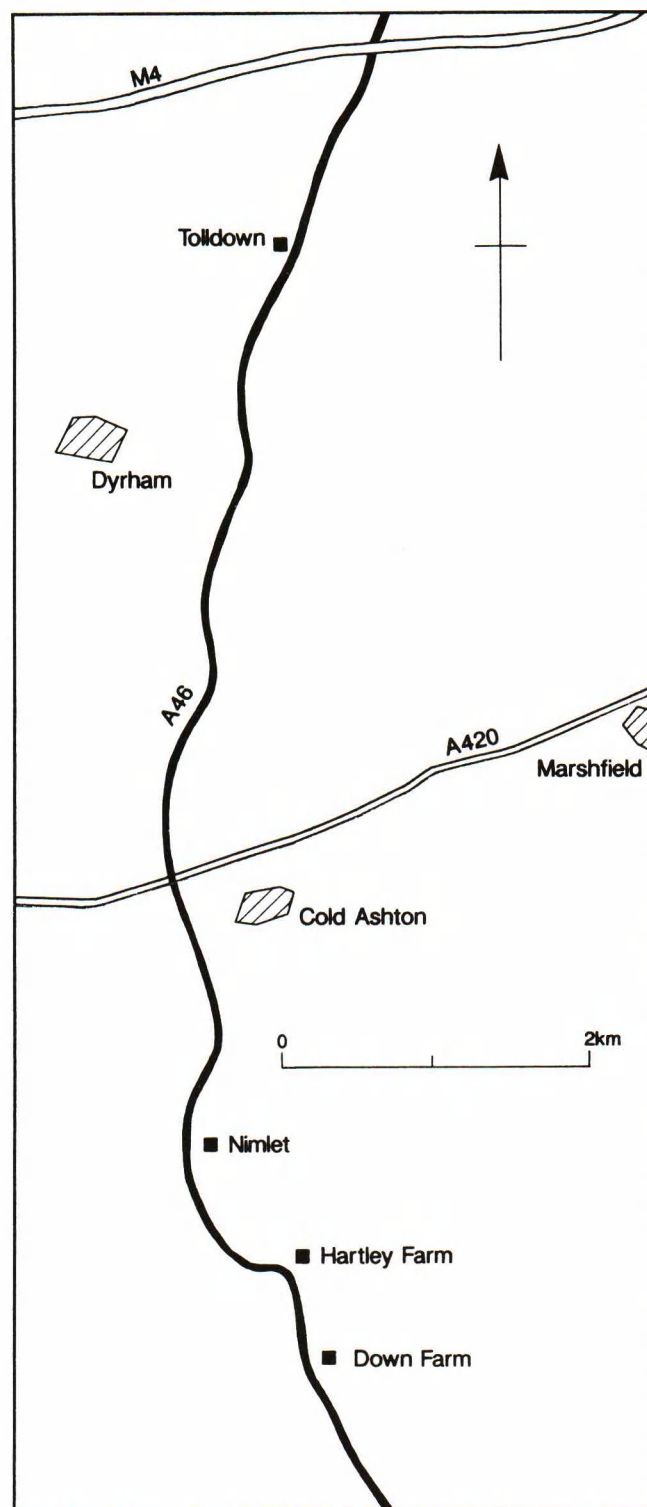 M4
Tolldown
Dyrham
A46
A420
Marshfield
Cold Ashton
0 2km
Nimlet
Hartley Farm
Down Farm